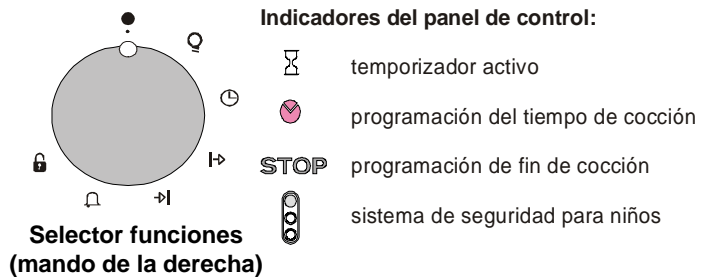 Indicadores del panel de control:
temporizador activo
programación del tiempo de cocción
STOP programación de fin de cocción
sistema de seguridad para niños
Selector funciones
(mando de la derecha)